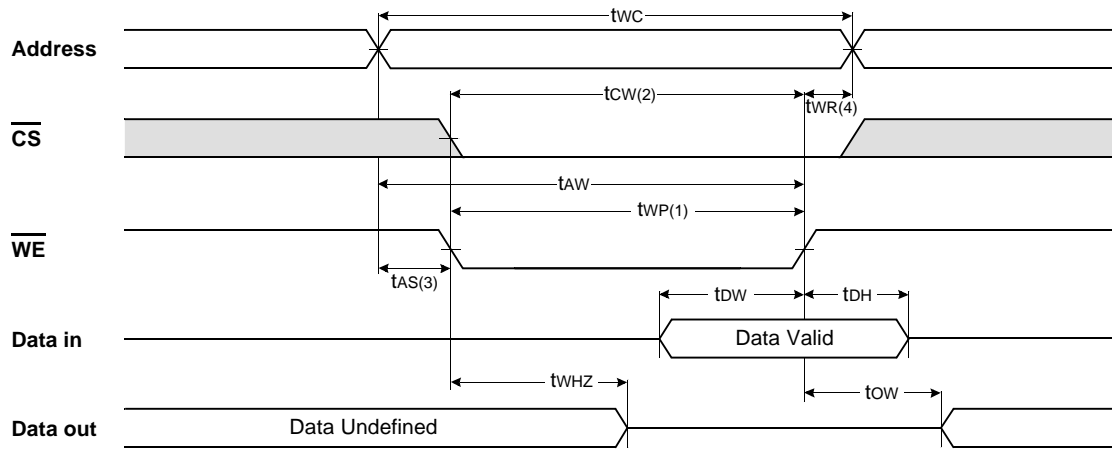 tWC
Address
tCW(2)
tWR(4)
CS
tAW
tWP(1)
WE
tAS(3)
tDW
tDH
Data in
Data Valid
tWHZ
tOW
Data out
Data Undefined